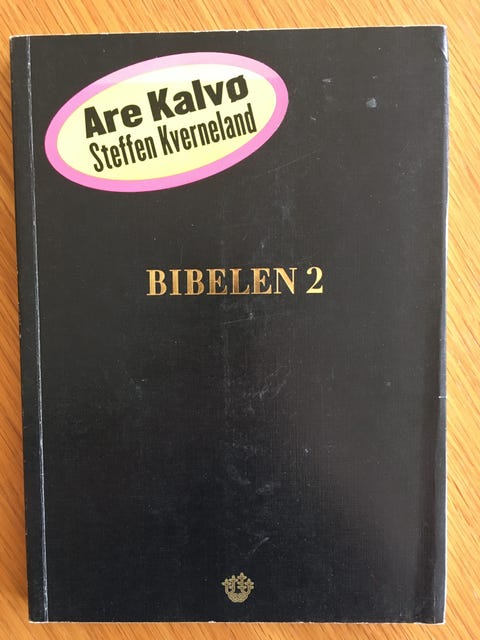 Are Kalvø
Steffen Kverneland
BIBELEN 2